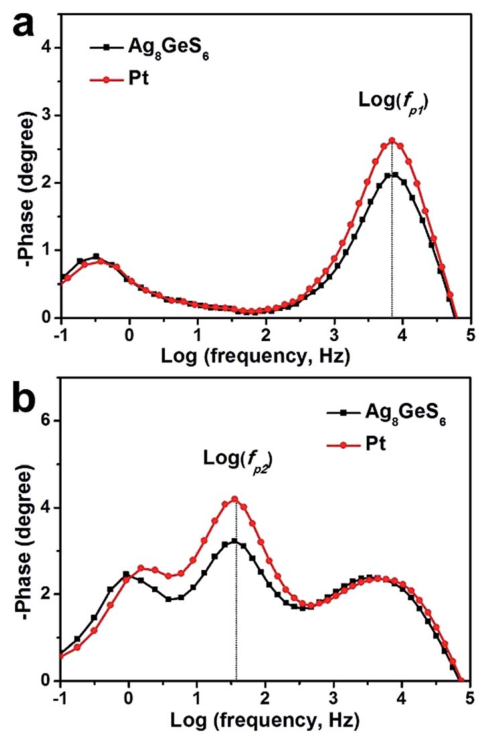 a
Ag8GeS6
Pt
Log(fp1)
4
3
2
1
0
-Phase (degree)
-1 0 1 2 3 4 5
Log (frequency, Hz)
b
Ag8GeS6
Pt
Log(fp2)
6
4
2
0
-Phase (degree)
-1 0 1 2 3 4 5
Log (frequency, Hz)